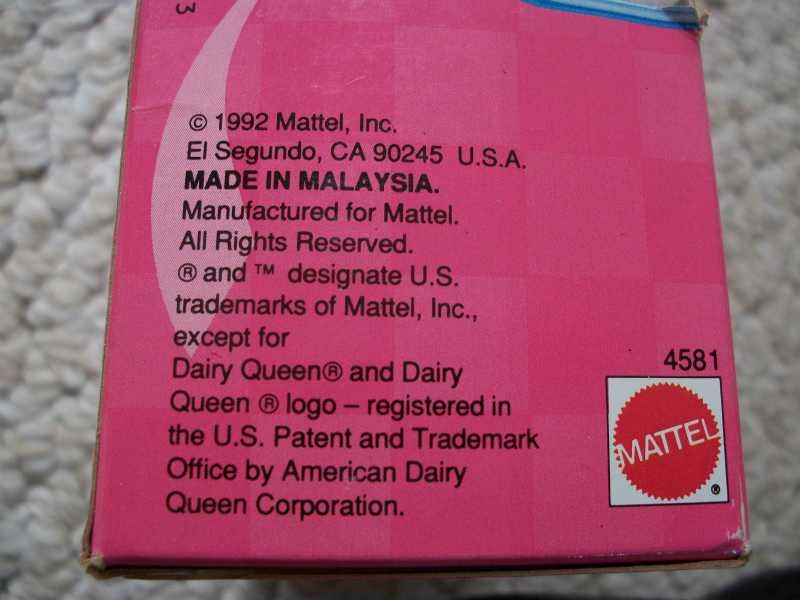 3
© 1992 Mattel, Inc.
El Segundo, CA 90245 U.S.A.
MADE IN MALAYSIA.
Manufactured for Mattel.
All Rights Reserved.
® and ™ designate U.S.
trademarks of Mattel, Inc.,
except for
Dairy Queen® and Dairy
Queen ® logo – registered in
the U.S. Patent and Trademark
Office by American Dairy
Queen Corporation.
4581
MATTEL
®